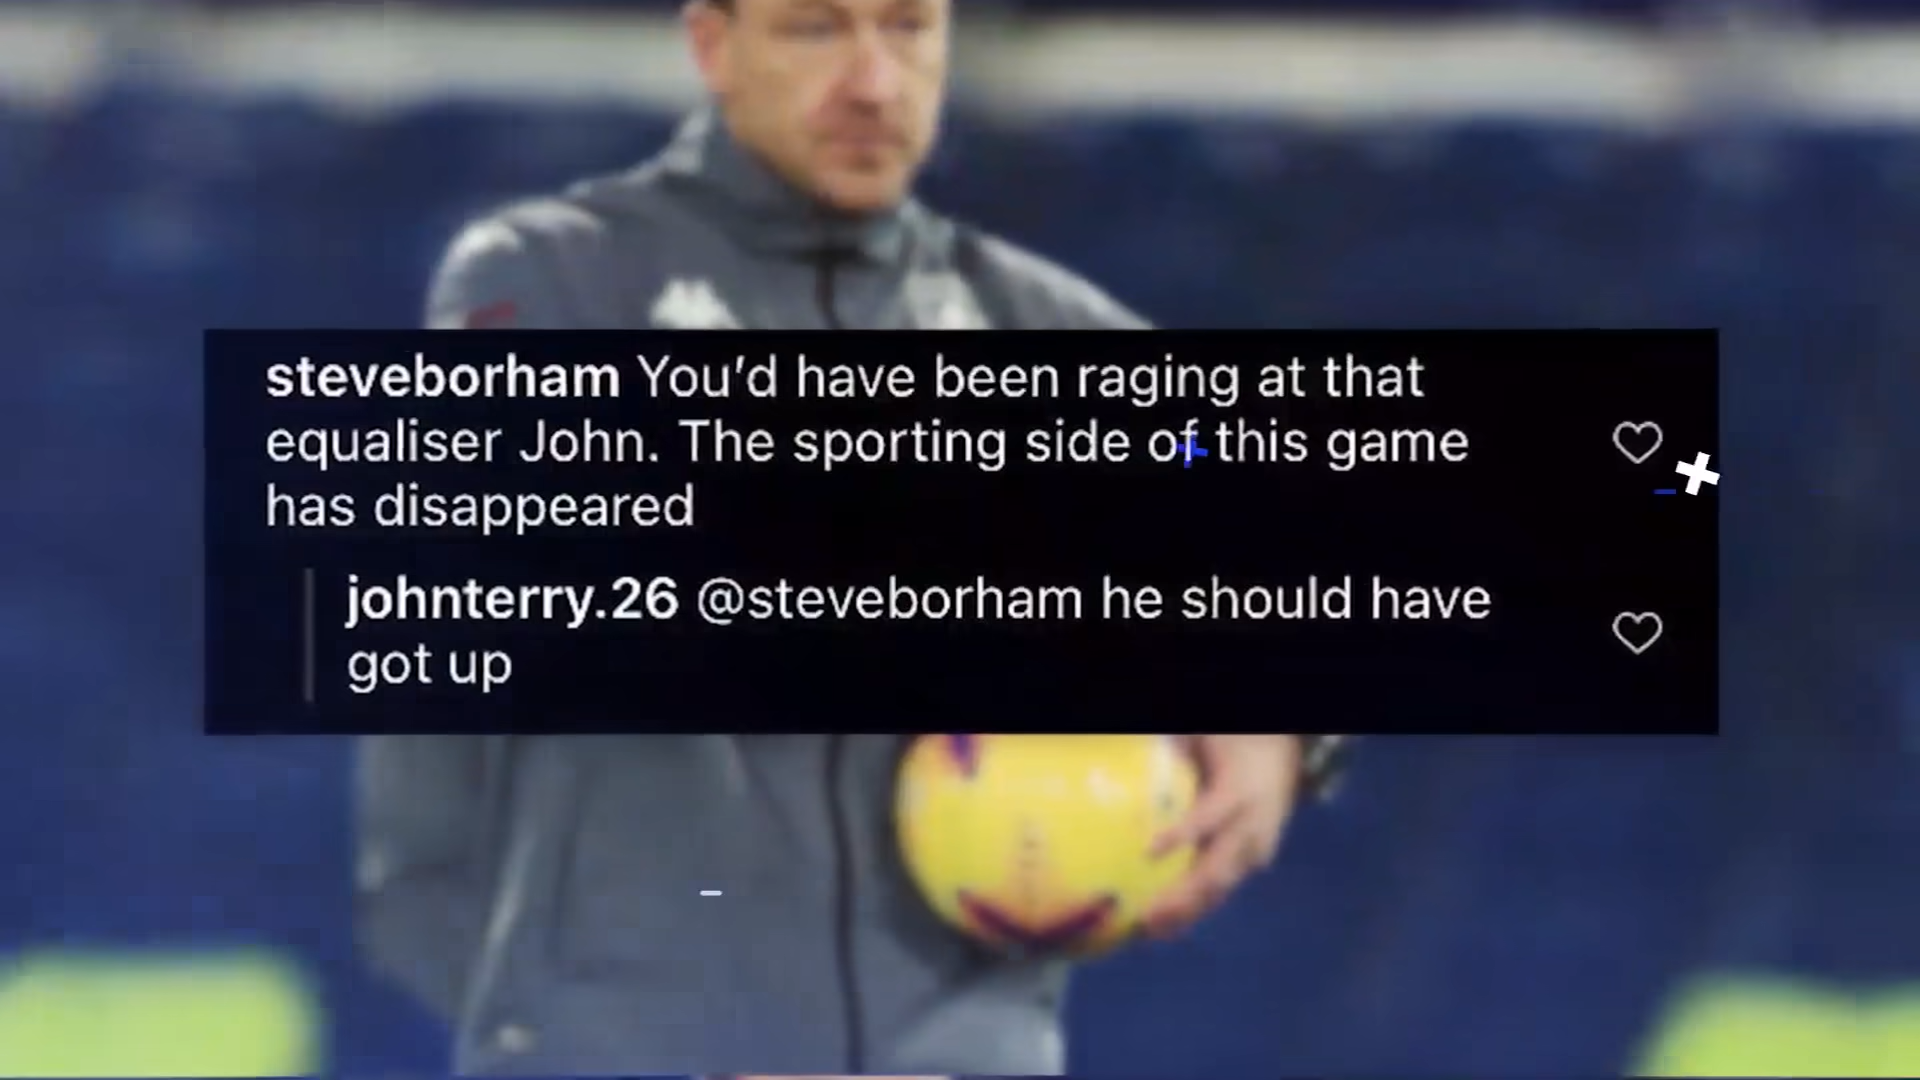 steveborham You’d have been raging at that
equaliser John. The sporting side of this game
has disappeared
johnterry.26 @steveborham he should have
got up